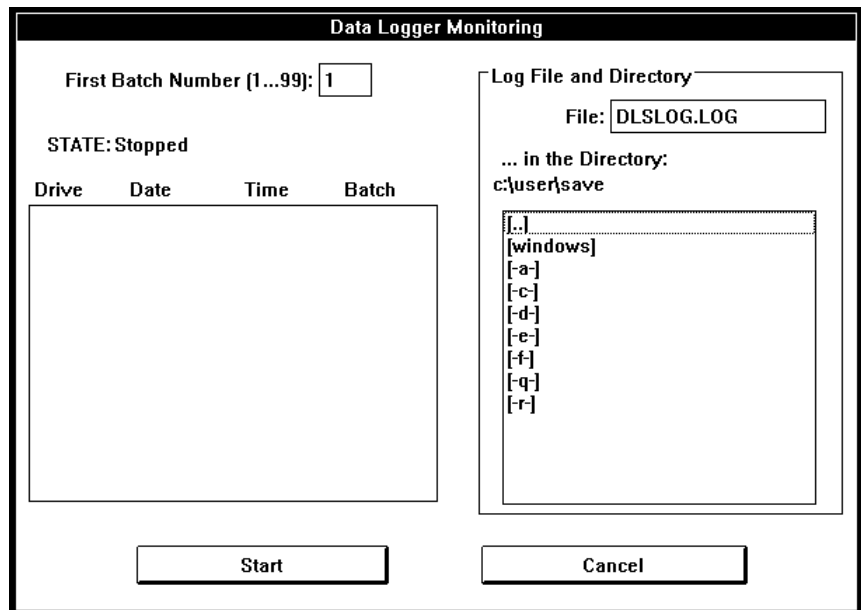 Data Logger Monitoring
First Batch Number (1...99): 1
STATE: Stopped
Drive Date Time Batch
Log File and Directory
File: DLSLOG.LOG
... in the Directory:
c:\user\save
[..]
[windows]
[-a-]
[-c-]
[-d-]
[-e-]
[-f-]
[-q-]
[-r-]
Start
Cancel